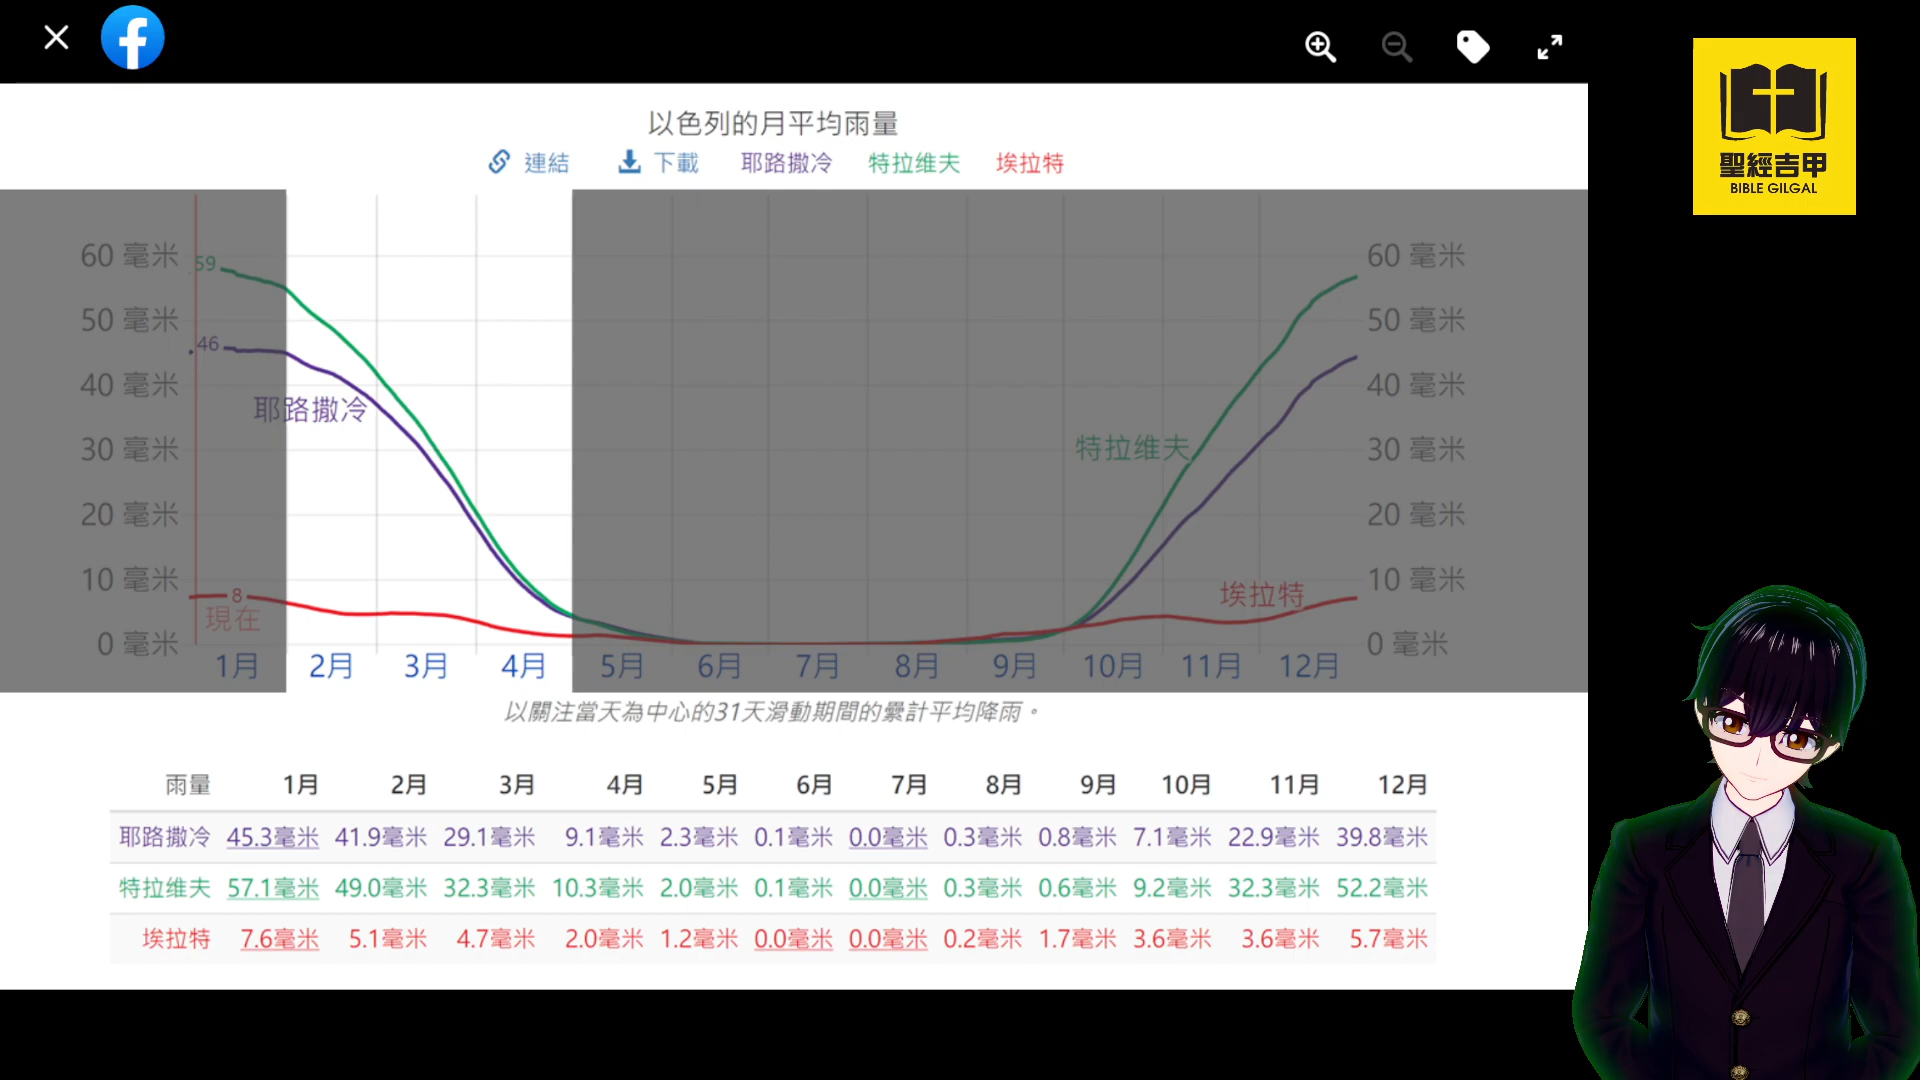 以色列的月平均雨量
連結 下載 耶路撒冷 特拉维夫 埃拉特
聖經吉甲
BIBLE GILGAL
60 毫米 59 60 毫米
50 毫米 50 毫米
46
40 毫米 40 毫米
耶路撒冷
30 毫米 特拉维夫 30 毫米
20 毫米 20 毫米
10 毫米 8 埃拉特 10 毫米
現在
0 毫米 0 毫米
1月 2月 3月 4月 5月 6月 7月 8月 9月 10月 11月 12月
以關注當天為中心的31天滑動期間的纍計平均降雨。
雨量 1月 2月 3月 4月 5月 6月 7月 8月 9月 10月 11月 12月
耶路撒冷 45.3毫米 41.9毫米 29.1毫米 9.1毫米 2.3毫米 0.1毫米 0.0毫米 0.3毫米 0.8毫米 7.1毫米 22.9毫米 39.8毫米
特拉维夫 57.1毫米 49.0毫米 32.3毫米 10.3毫米 2.0毫米 0.1毫米 0.0毫米 0.3毫米 0.6毫米 9.2毫米 32.3毫米 52.2毫米
埃拉特 7.6毫米 5.1毫米 4.7毫米 2.0毫米 1.2毫米 0.0毫米 0.0毫米 0.2毫米 1.7毫米 3.6毫米 3.6毫米 5.7毫米